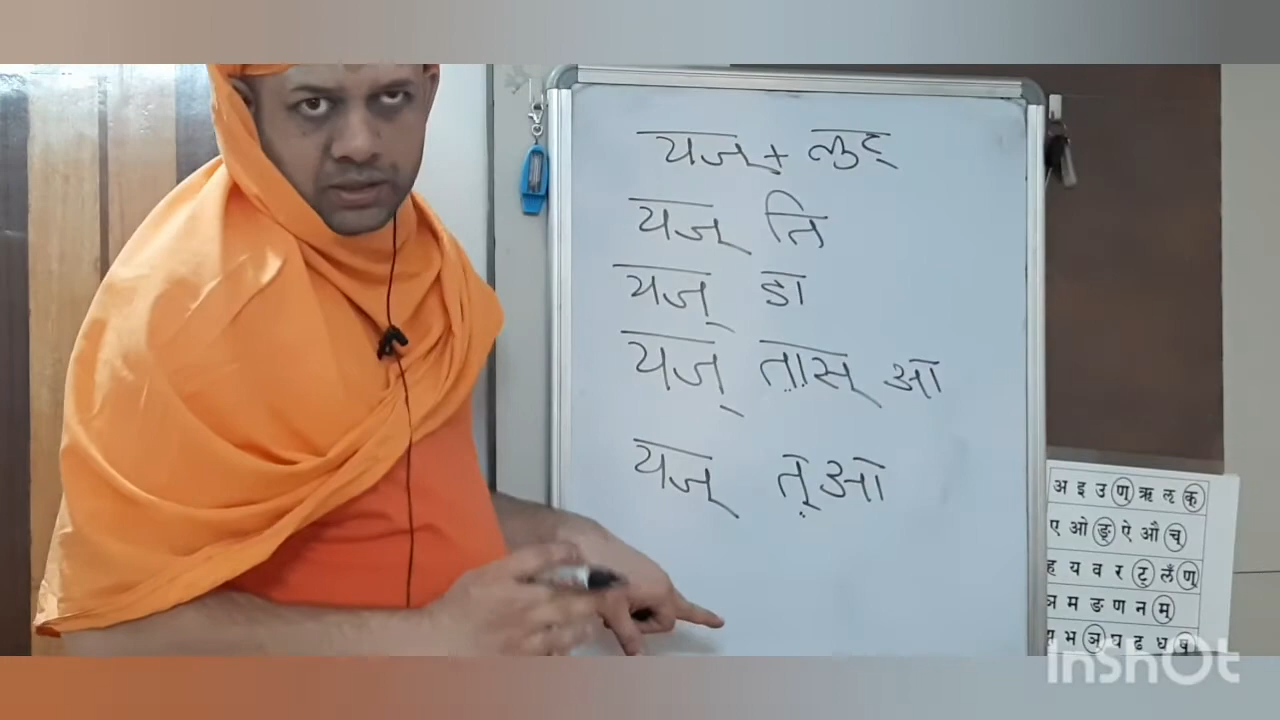 यज् + लुट्
यज् ति
यज् डा
यज् तास् आ
यज् त् आ
अ इ उ ण् ऋ ऌ क्
ए ओ ङ् ऐ औ च्
ह य व र ट् लँ ण्
ञ म ङ ण न म्
झ भ ञ् घ ढ ध ष्
InShOt